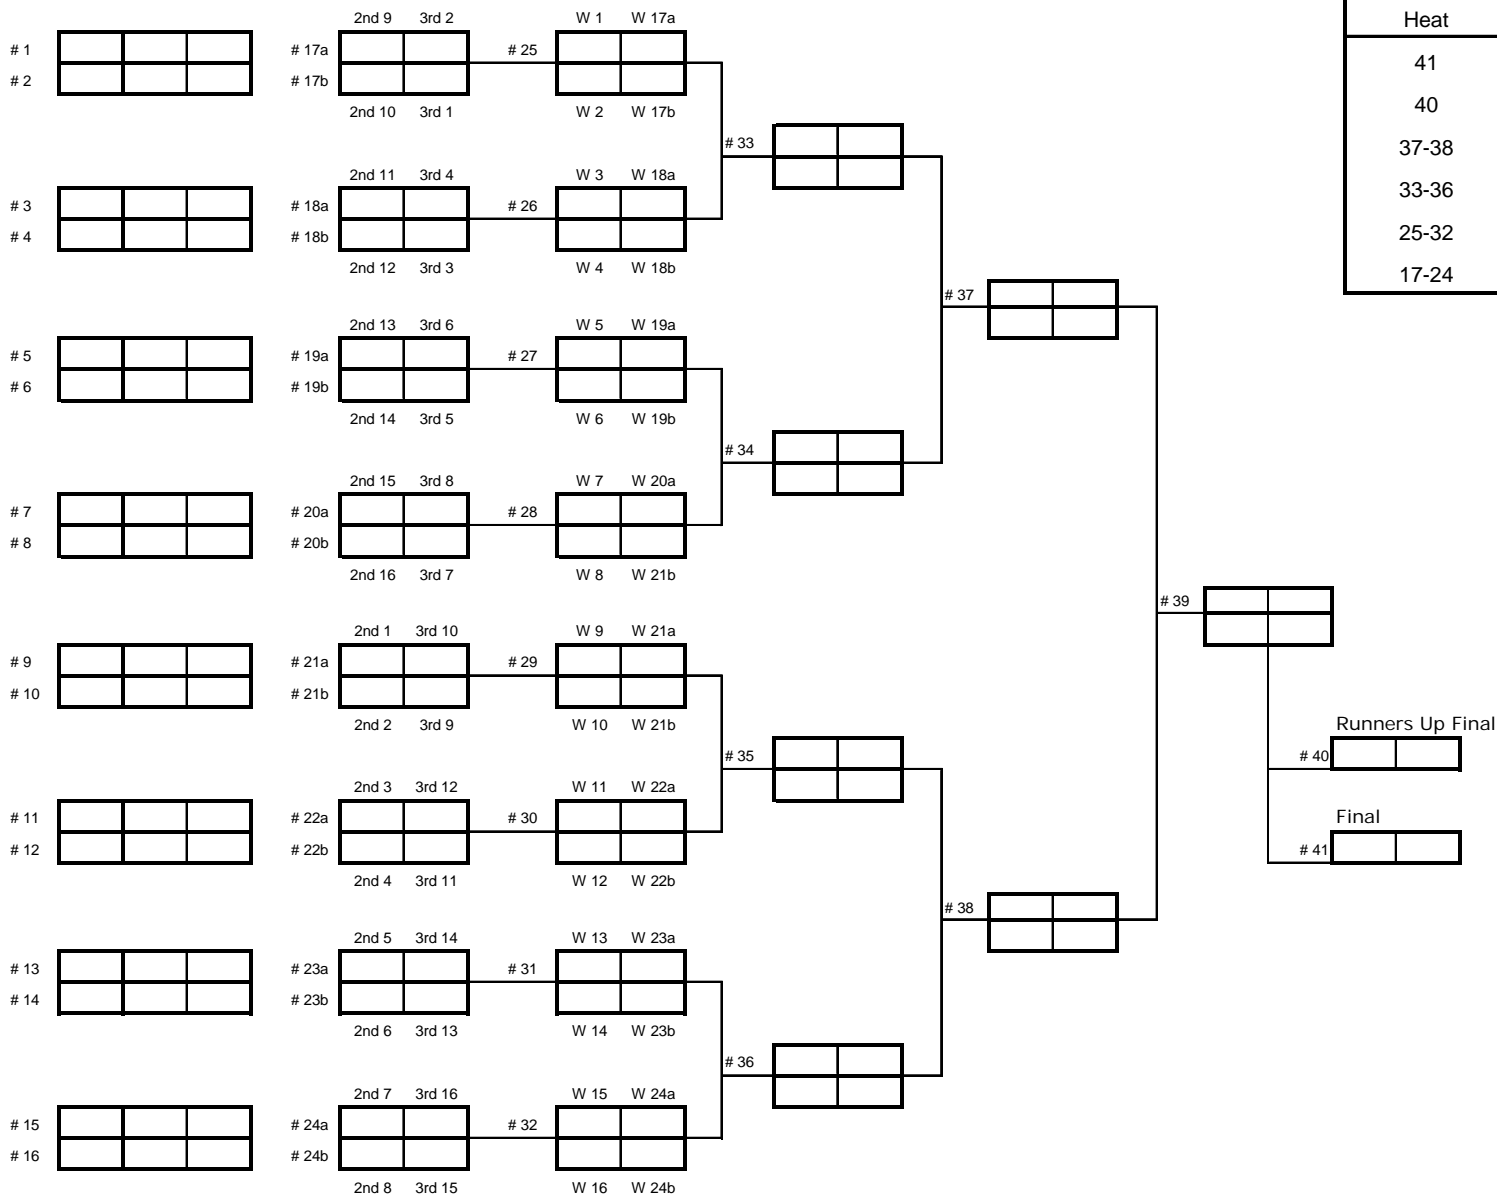 2nd 9 3rd 2 W 1 W 17a
Heat
# 1 # 17a # 25
41
# 2 # 17b
40
2nd 10 3rd 1 W 2 W 17b
# 33
37-38
2nd 11 3rd 4 W 3 W 18a
33-36
# 3 # 18a # 26
25-32
# 4 # 18b
2nd 12 3rd 3 W 4 W 18b
17-24
# 37
2nd 13 3rd 6 W 5 W 19a
# 5 # 19a # 27
# 6 # 19b
2nd 14 3rd 5 W 6 W 19b
# 34
2nd 15 3rd 8 W 7 W 20a
# 7 # 20a # 28
# 8 # 20b
2nd 16 3rd 7 W 8 W 21b
# 39
2nd 1 3rd 10 W 9 W 21a
# 9 # 21a # 29
# 10 # 21b
2nd 2 3rd 9 W 10 W 21b
Runners Up Final
# 35 # 40
2nd 3 3rd 12 W 11 W 22a
# 11 # 22a # 30
Final
# 12 # 22b # 41
2nd 4 3rd 11 W 12 W 22b
# 38
2nd 5 3rd 14 W 13 W 23a
# 13 # 23a # 31
# 14 # 23b
2nd 6 3rd 13 W 14 W 23b
# 36
2nd 7 3rd 16 W 15 W 24a
# 15 # 24a # 32
# 16 # 24b
2nd 8 3rd 15 W 16 W 24b